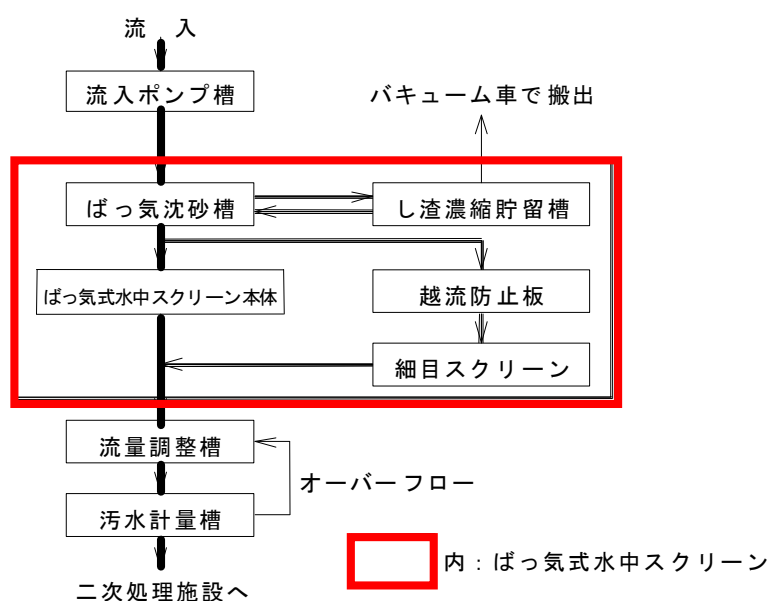 流入
流入ポンプ槽
バキューム車で搬出
ばっ気沈砂槽
し渣濃縮貯留槽
ばっ気式水中スクリーン本体
越流防止板
細目スクリーン
流量調整槽
オーバーフロー
汚水計量槽
内：ばっ気式水中スクリーン
二次処理施設へ